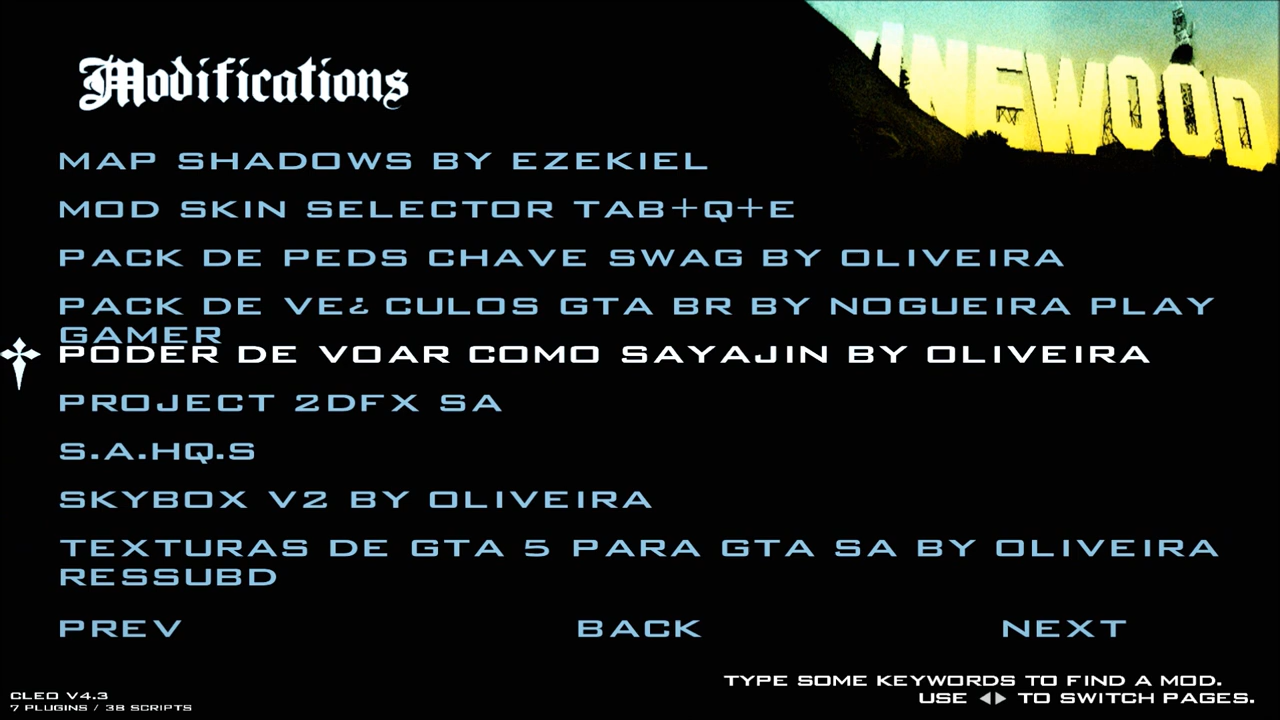 INEWOOD
Modifications
MAP SHADOWS BY EZEKIEL
MOD SKIN SELECTOR TAB+Q+E
PACK DE PEDS CHAVE SWAG BY OLIVEIRA
PACK DE VE¿ CULOS GTA BR BY NOGUEIRA PLAY
GAMER
PODER DE VOAR COMO SAYAJIN BY OLIVEIRA
PROJECT 2DFX SA
S.A.HQ.S
SKYBOX V2 BY OLIVEIRA
TEXTURAS DE GTA 5 PARA GTA SA BY OLIVEIRA
RESSUBD
PREV BACK NEXT
TYPE SOME KEYWORDS TO FIND A MOD.
USE ◀▶ TO SWITCH PAGES.
CLEO V4.3
7 PLUGINS / 38 SCRIPTS